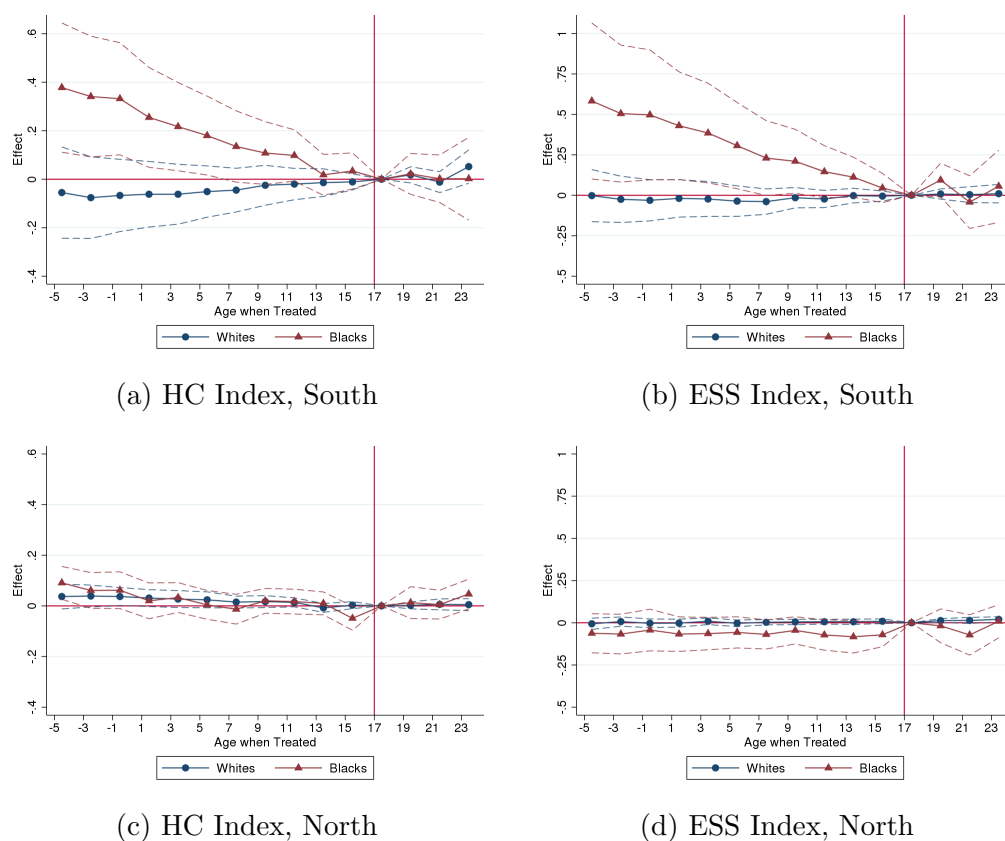 .6
.4
.2
0
-.2
-.4
Effect
-5 -3 -1 1 3 5 7 9 11 13 15 17 19 21 23
Age when Treated
Whites Blacks
(a) HC Index, South
1
.75
.5
.25
0
-.25
-.5
Effect
-5 -3 -1 1 3 5 7 9 11 13 15 17 19 21 23
Age when Treated
Whites Blacks
(b) ESS Index, South
.6
.4
.2
0
-.2
-.4
Effect
-5 -3 -1 1 3 5 7 9 11 13 15 17 19 21 23
Age when Treated
Whites Blacks
(c) HC Index, North
1
.75
.5
.25
0
-.25
-.5
Effect
-5 -3 -1 1 3 5 7 9 11 13 15 17 19 21 23
Age when Treated
Whites Blacks
(d) ESS Index, North